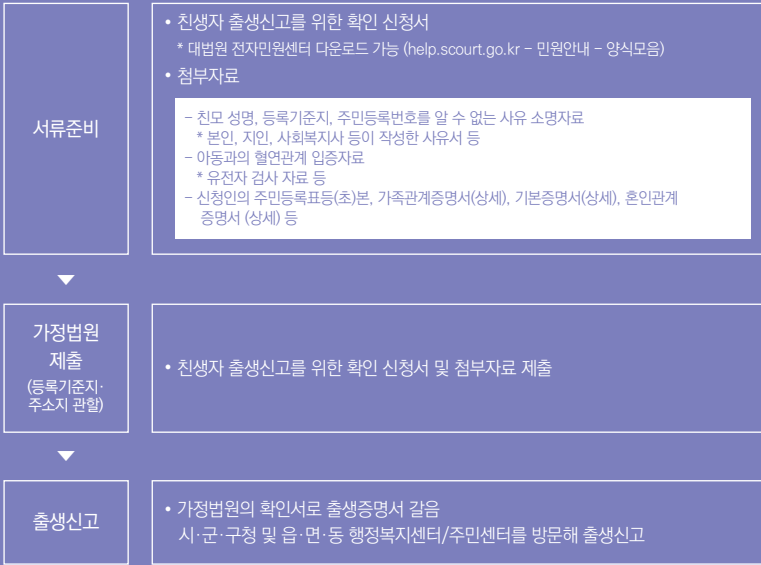 서류준비
• 친생자 출생신고를 위한 확인 신청서
* 대법원 전자민원센터 다운로드 가능 (help.scourt.go.kr - 민원안내 - 양식모음)
• 첨부자료
- 친모 성명, 등록기준지, 주민등록번호를 알 수 없는 사유 소명자료
* 본인, 지인, 사회복지사 등이 작성한 사유서 등
- 아동과의 혈연관계 입증자료
* 유전자 검사 자료 등
- 신청인의 주민등록표등(초)본, 가족관계증명서(상세), 기본증명서(상세), 혼인관계
증명서 (상세) 등
가정법원
제출
(등록기준지·
주소지 관할)
• 친생자 출생신고를 위한 확인 신청서 및 첨부자료 제출
출생신고
• 가정법원의 확인서로 출생증명서 갈음
시·군·구청 및 읍·면·동 행정복지센터/주민센터를 방문해 출생신고